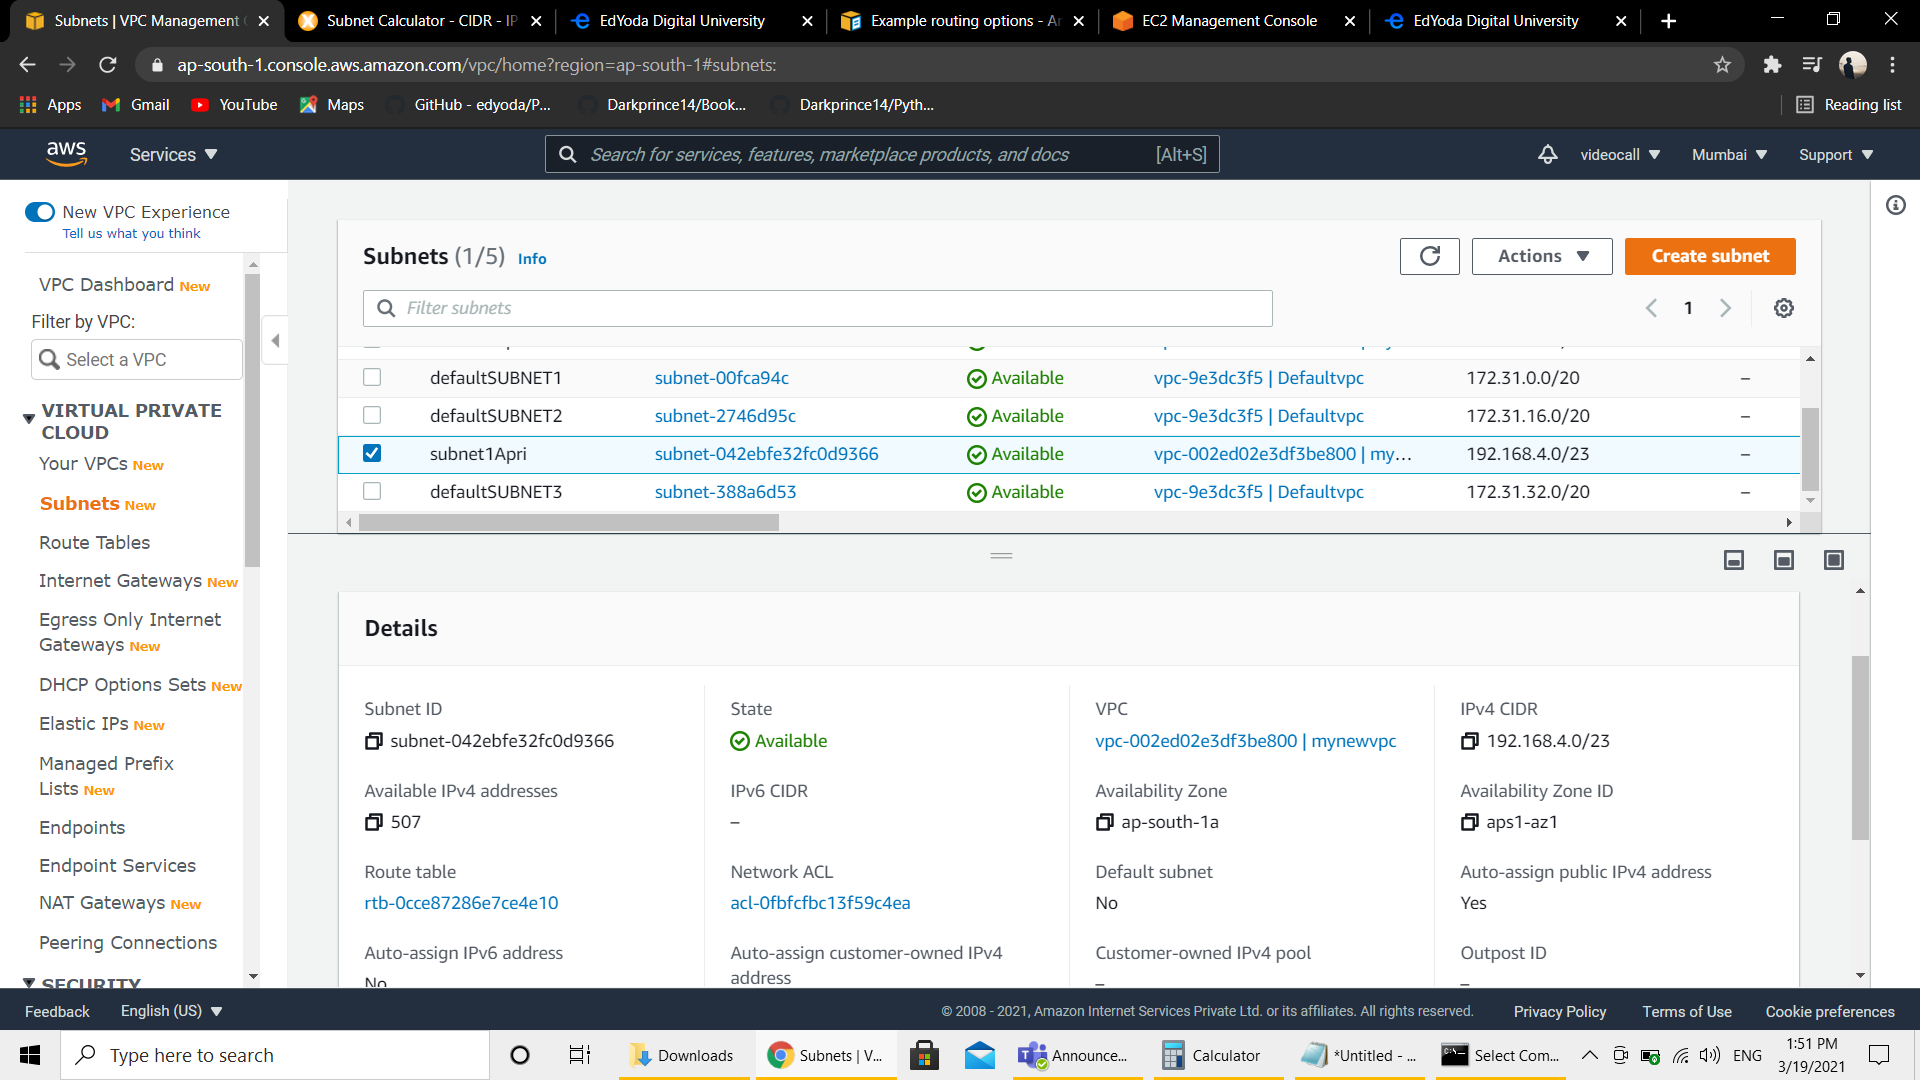 Subnets | VPC Management C
Subnet Calculator - CIDR - IP
EdYoda Digital University
Example routing options - Am
EC2 Management Console
EdYoda Digital University
ap-south-1.console.aws.amazon.com/vpc/home?region=ap-south-1#subnets:
Apps
Gmail
YouTube
Maps
GitHub - edyoda/P...
Darkprince14/Book...
Darkprince14/Pyth...
Reading list
aws
Services
Search for services, features, marketplace products, and docs
[Alt+S]
videocall
Mumbai
Support
New VPC Experience
Tell us what you think
VPC Dashboard New
Filter by VPC:
Select a VPC
VIRTUAL PRIVATE
CLOUD
Your VPCs New
Subnets New
Route Tables
Internet Gateways New
Egress Only Internet
Gateways New
DHCP Options Sets New
Elastic IPs New
Managed Prefix
Lists New
Endpoints
Endpoint Services
NAT Gateways New
Peering Connections
SECURITY
Subnets (1/5) Info
Actions
Create subnet
Filter subnets
1
defaultSUBNET1 subnet-00fca94c Available vpc-9e3dc3f5 | Defaultvpc 172.31.0.0/20 –
defaultSUBNET2 subnet-2746d95c Available vpc-9e3dc3f5 | Defaultvpc 172.31.16.0/20 –
subnet1Apri subnet-042ebfe32fc0d9366 Available vpc-002ed02e3df3be800 | my... 192.168.4.0/23 –
defaultSUBNET3 subnet-388a6d53 Available vpc-9e3dc3f5 | Defaultvpc 172.31.32.0/20 –
Details
Subnet ID
subnet-042ebfe32fc0d9366
State
Available
VPC
vpc-002ed02e3df3be800 | mynewvpc
IPv4 CIDR
192.168.4.0/23
Available IPv4 addresses
507
IPv6 CIDR
–
Availability Zone
ap-south-1a
Availability Zone ID
aps1-az1
Route table
rtb-0cce87286e7ce4e10
Network ACL
acl-0fbfcfbc13f59c4ea
Default subnet
No
Auto-assign public IPv4 address
Yes
Auto-assign IPv6 address
No
Auto-assign customer-owned IPv4
address
Customer-owned IPv4 pool
–
Outpost ID
–
Feedback
English (US)
© 2008 - 2021, Amazon Internet Services Private Ltd. or its affiliates. All rights reserved.
Privacy Policy
Terms of Use
Cookie preferences
Type here to search
Downloads
Subnets | V...
Announce...
Calculator
*Untitled - ...
Select Com...
ENG
1:51 PM
3/19/2021